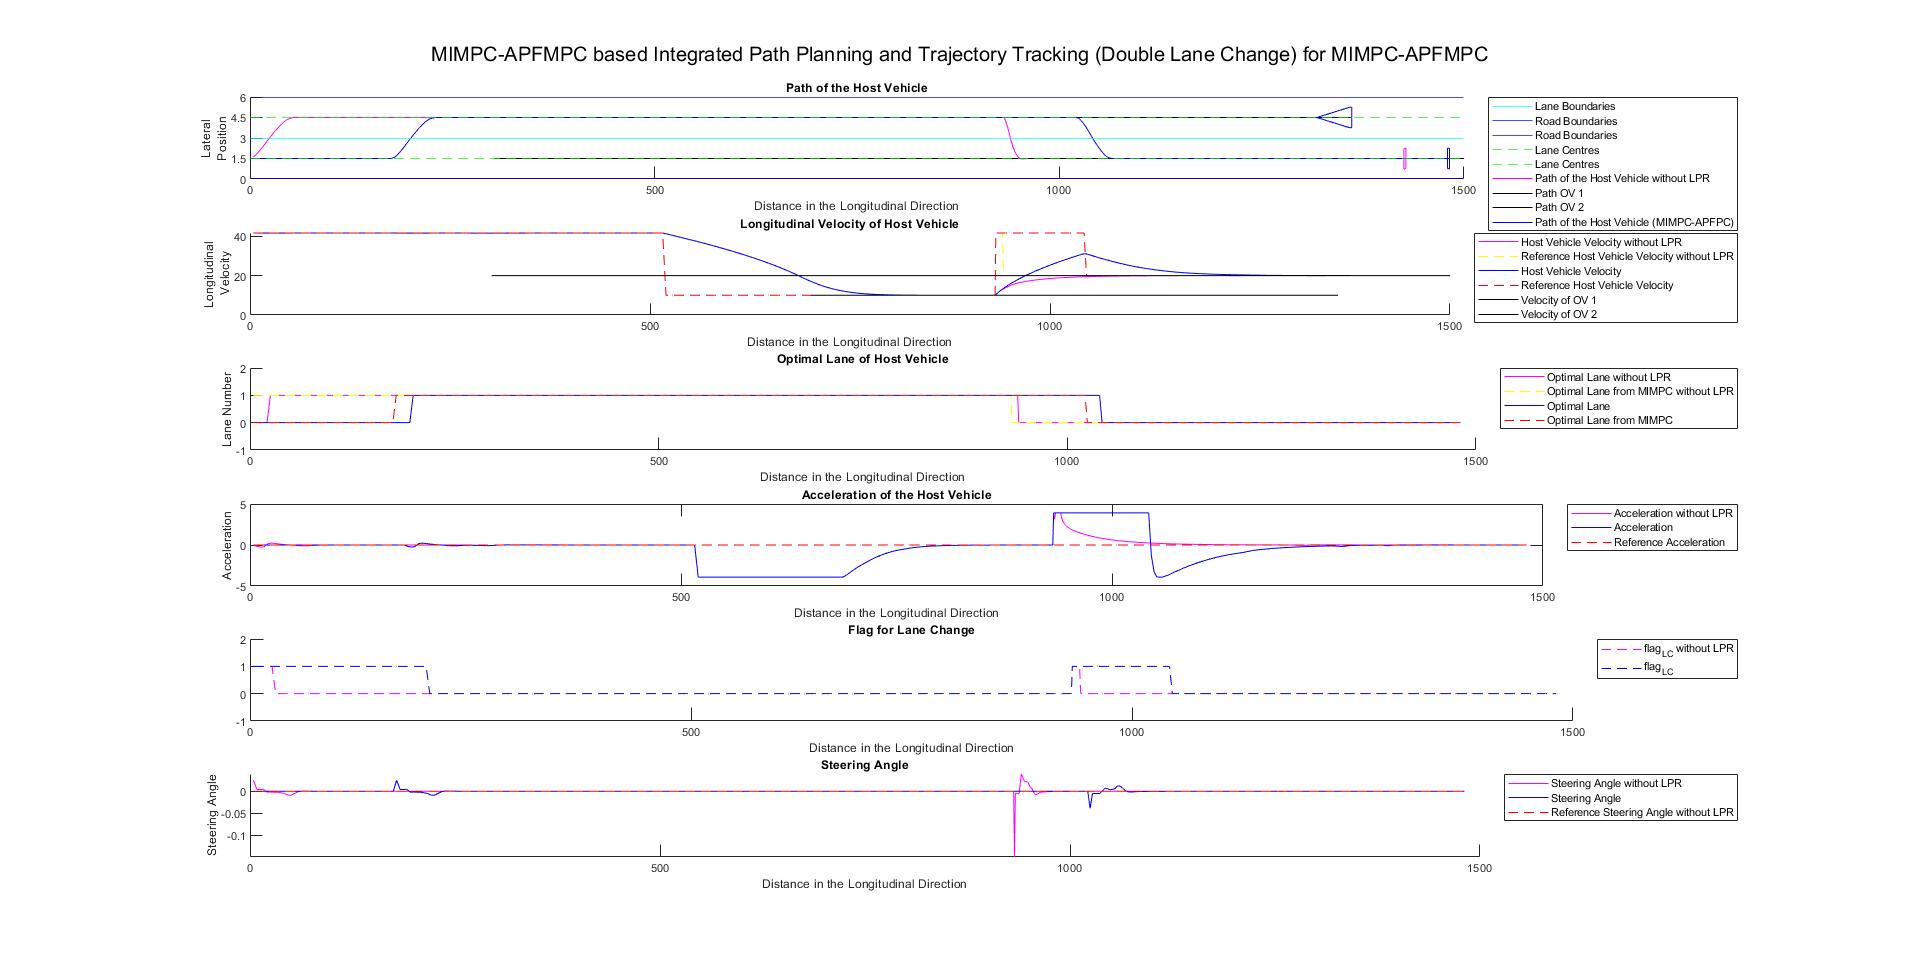 MIMPC-APFMPC based Integrated Path Planning and Trajectory Tracking (Double Lane Change) for MIMPC-APFMPC
Path of the Host Vehicle
Lateral
Position
6
4.5
3
1.5
0
0
500
1000
1500
Distance in the Longitudinal Direction
Lane Boundaries
Road Boundaries
Road Boundaries
Lane Centres
Lane Centres
Path of the Host Vehicle without LPR
Path OV 1
Path OV 2
Path of the Host Vehicle (MIMPC-APFPC)
Longitudinal Velocity of Host Vehicle
Longitudinal
Velocity
40
20
0
0
500
1000
1500
Distance in the Longitudinal Direction
Host Vehicle Velocity without LPR
Reference Host Vehicle Velocity without LPR
Host Vehicle Velocity
Reference Host Vehicle Velocity
Velocity of OV 1
Velocity of OV 2
Optimal Lane of Host Vehicle
Lane Number
2
1
0
-1
0
500
1000
1500
Distance in the Longitudinal Direction
Optimal Lane without LPR
Optimal Lane from MIMPC without LPR
Optimal Lane
Optimal Lane from MIMPC
Acceleration of the Host Vehicle
Acceleration
5
0
-5
0
500
1000
1500
Distance in the Longitudinal Direction
Acceleration without LPR
Acceleration
Reference Acceleration
Flag for Lane Change
2
1
0
-1
0
500
1000
1500
Distance in the Longitudinal Direction
flagLC without LPR
flagLC
Steering Angle
Steering Angle
0
-0.05
-0.1
0
500
1000
1500
Distance in the Longitudinal Direction
Steering Angle without LPR
Steering Angle
Reference Steering Angle without LPR